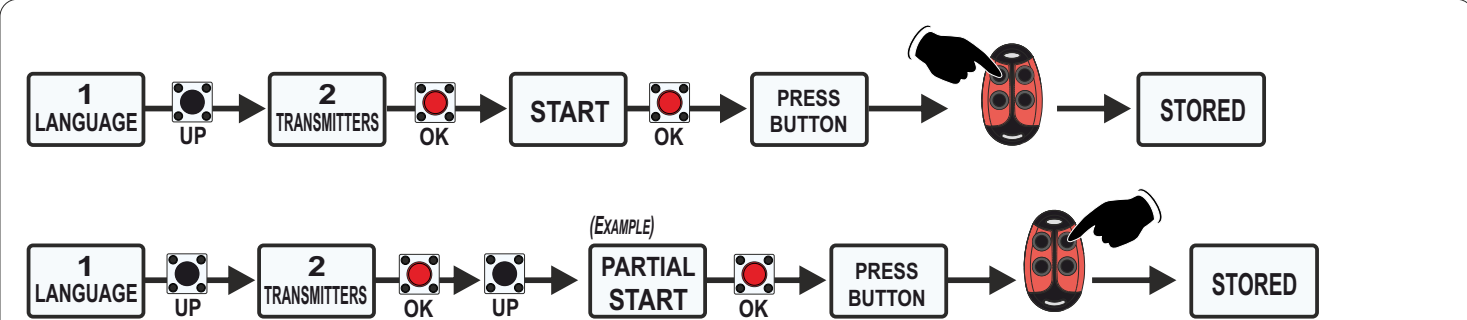 1
LANGUAGE
UP
2
TRANSMITTERS
OK
START
OK
PRESS
BUTTON
STORED
(EXAMPLE)
1
LANGUAGE
UP
2
TRANSMITTERS
OK
UP
PARTIAL
START
OK
PRESS
BUTTON
STORED